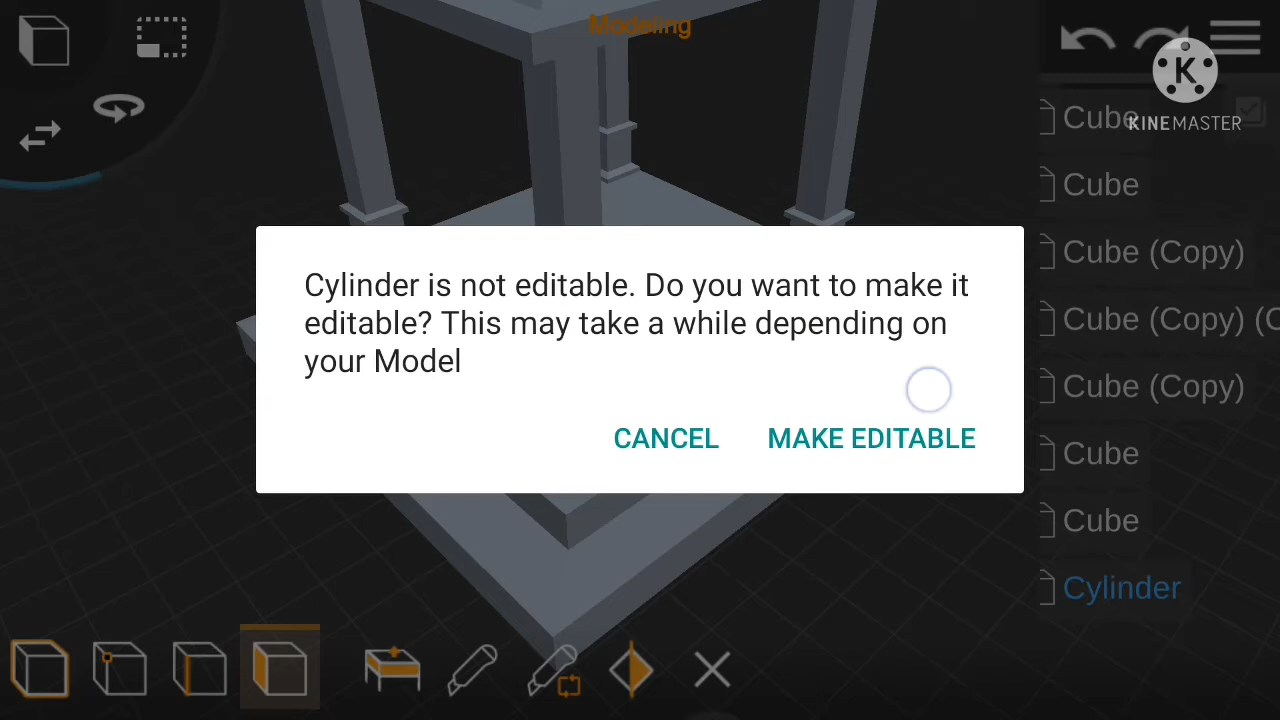 Modeling
KINEMASTER
Cube
Cube
Cube (Copy)
Cube (Copy) (C
Cube (Copy)
Cube
Cube
Cylinder
Cylinder is not editable. Do you want to make it
editable? This may take a while depending on
your Model
CANCEL MAKE EDITABLE